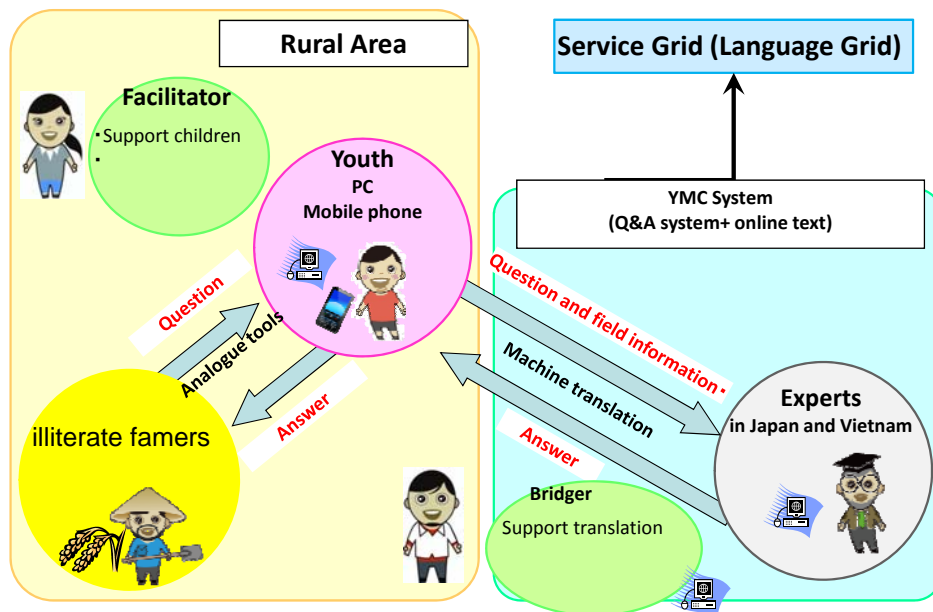 Rural Area
Service Grid (Language Grid)
Facilitator
・Support children
・
Youth
PC
Mobile phone
YMC System
(Q&A system+ online text)
Question
Analogue tools
Answer
Question and field information・
Machine translation
Answer
illiterate famers
Experts
in Japan and Vietnam
Bridger
Support translation